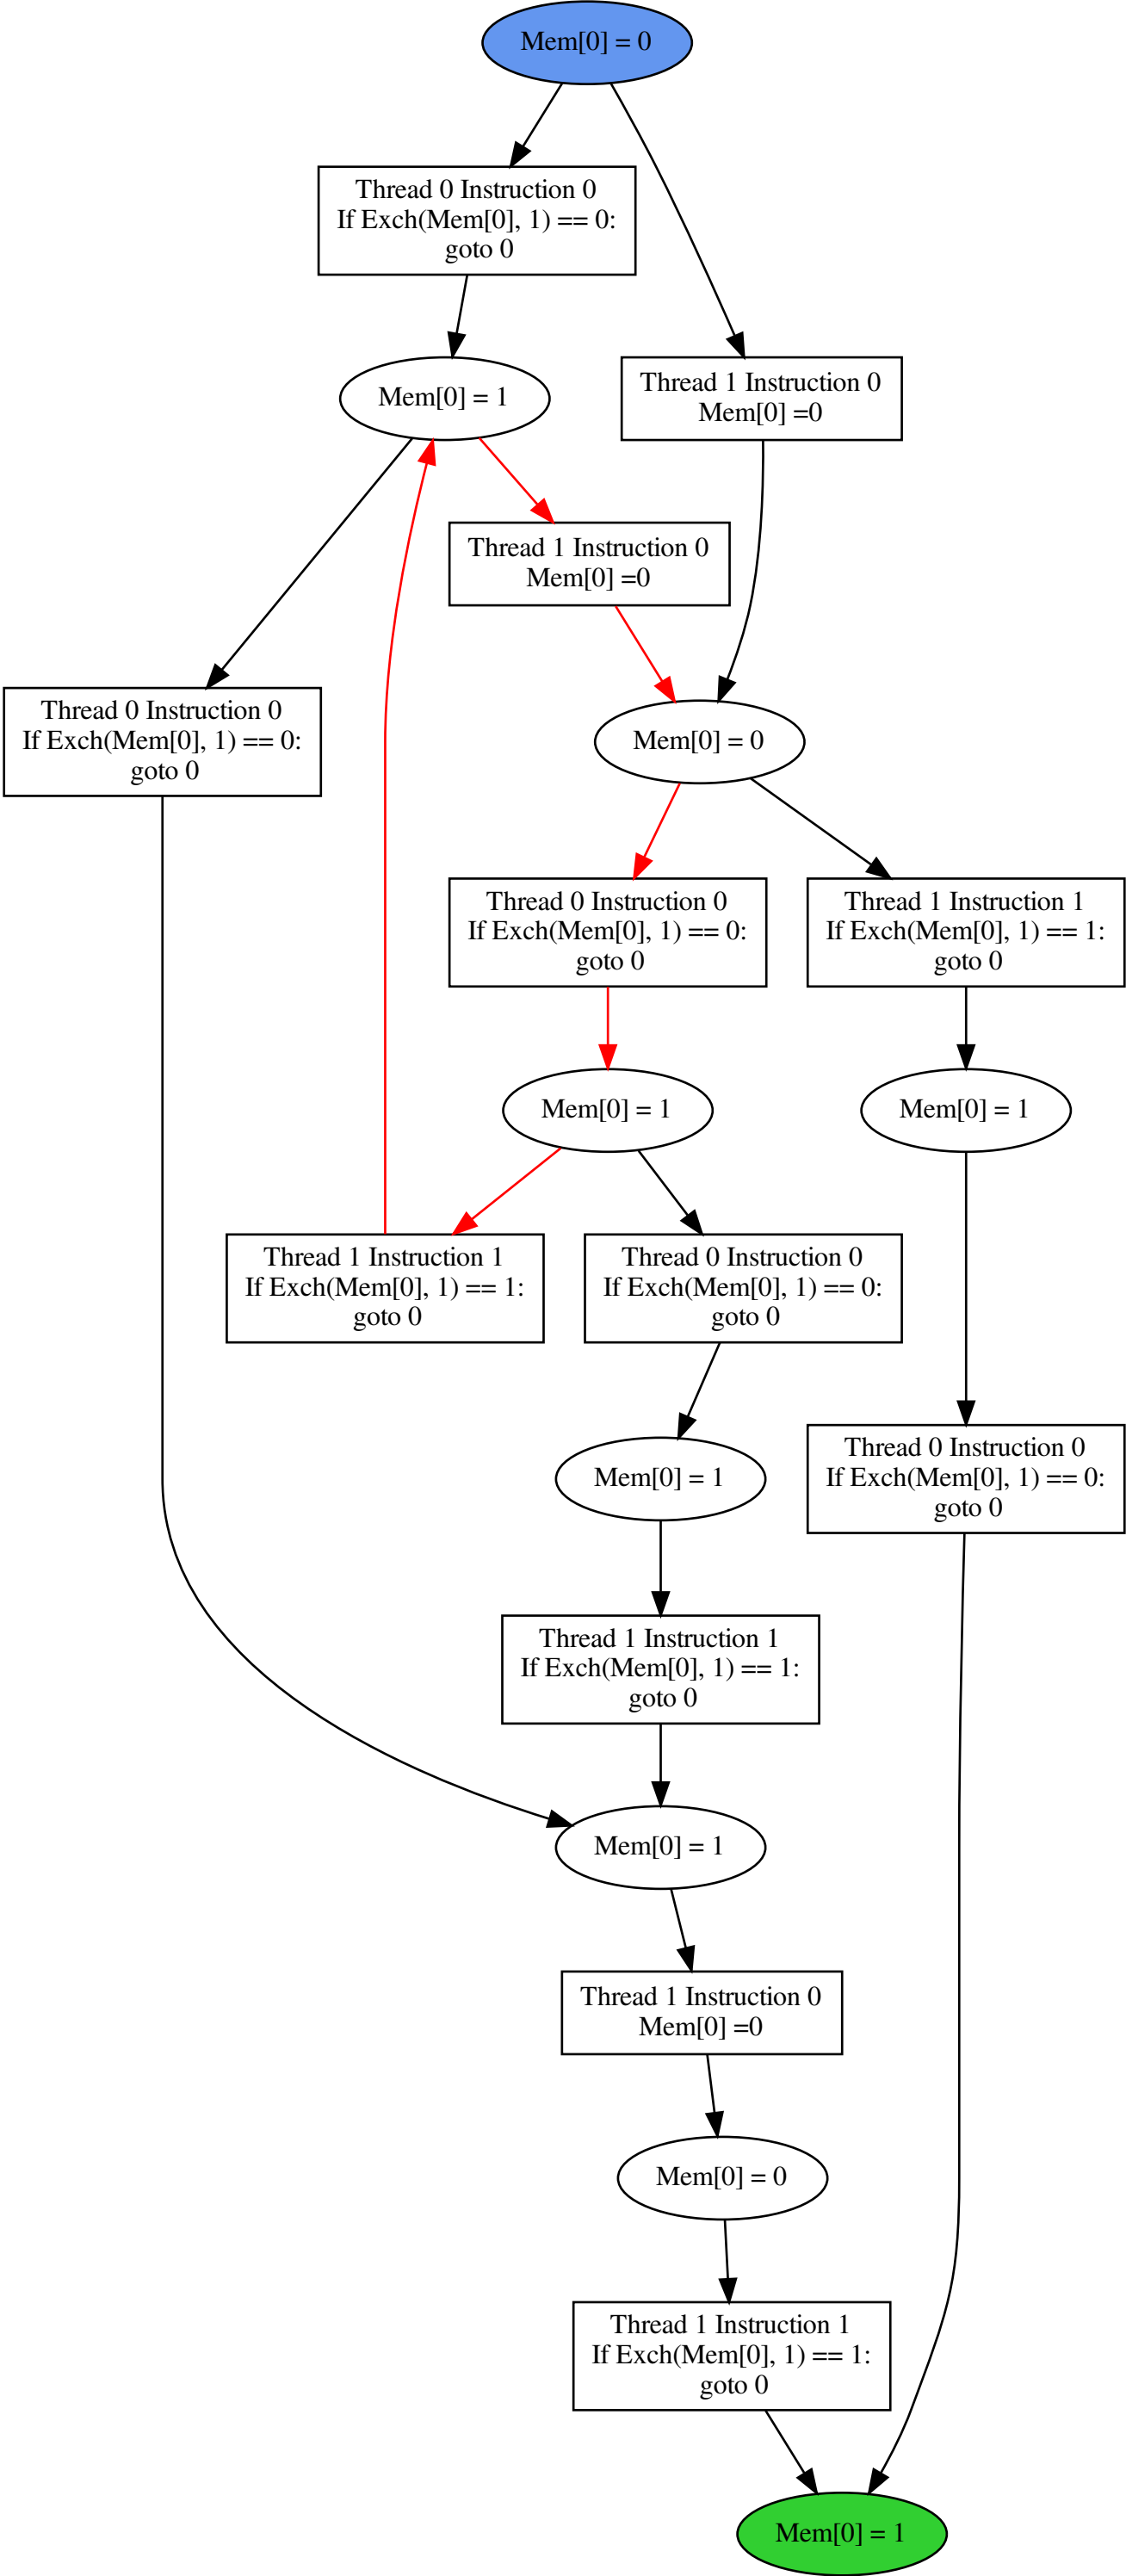 Mem[0] = 0
Thread 0 Instruction 0
If Exch(Mem[0], 1) == 0:
goto 0
Mem[0] = 1
Thread 1 Instruction 0
Mem[0] =0
Thread 1 Instruction 0
Mem[0] =0
Thread 0 Instruction 0
If Exch(Mem[0], 1) == 0:
goto 0
Mem[0] = 0
Thread 0 Instruction 0
If Exch(Mem[0], 1) == 0:
goto 0
Thread 1 Instruction 1
If Exch(Mem[0], 1) == 1:
goto 0
Mem[0] = 1
Mem[0] = 1
Thread 1 Instruction 1
If Exch(Mem[0], 1) == 1:
goto 0
Thread 0 Instruction 0
If Exch(Mem[0], 1) == 0:
goto 0
Mem[0] = 1
Thread 0 Instruction 0
If Exch(Mem[0], 1) == 0:
goto 0
Thread 1 Instruction 1
If Exch(Mem[0], 1) == 1:
goto 0
Mem[0] = 1
Thread 1 Instruction 0
Mem[0] =0
Mem[0] = 0
Thread 1 Instruction 1
If Exch(Mem[0], 1) == 1:
goto 0
Mem[0] = 1